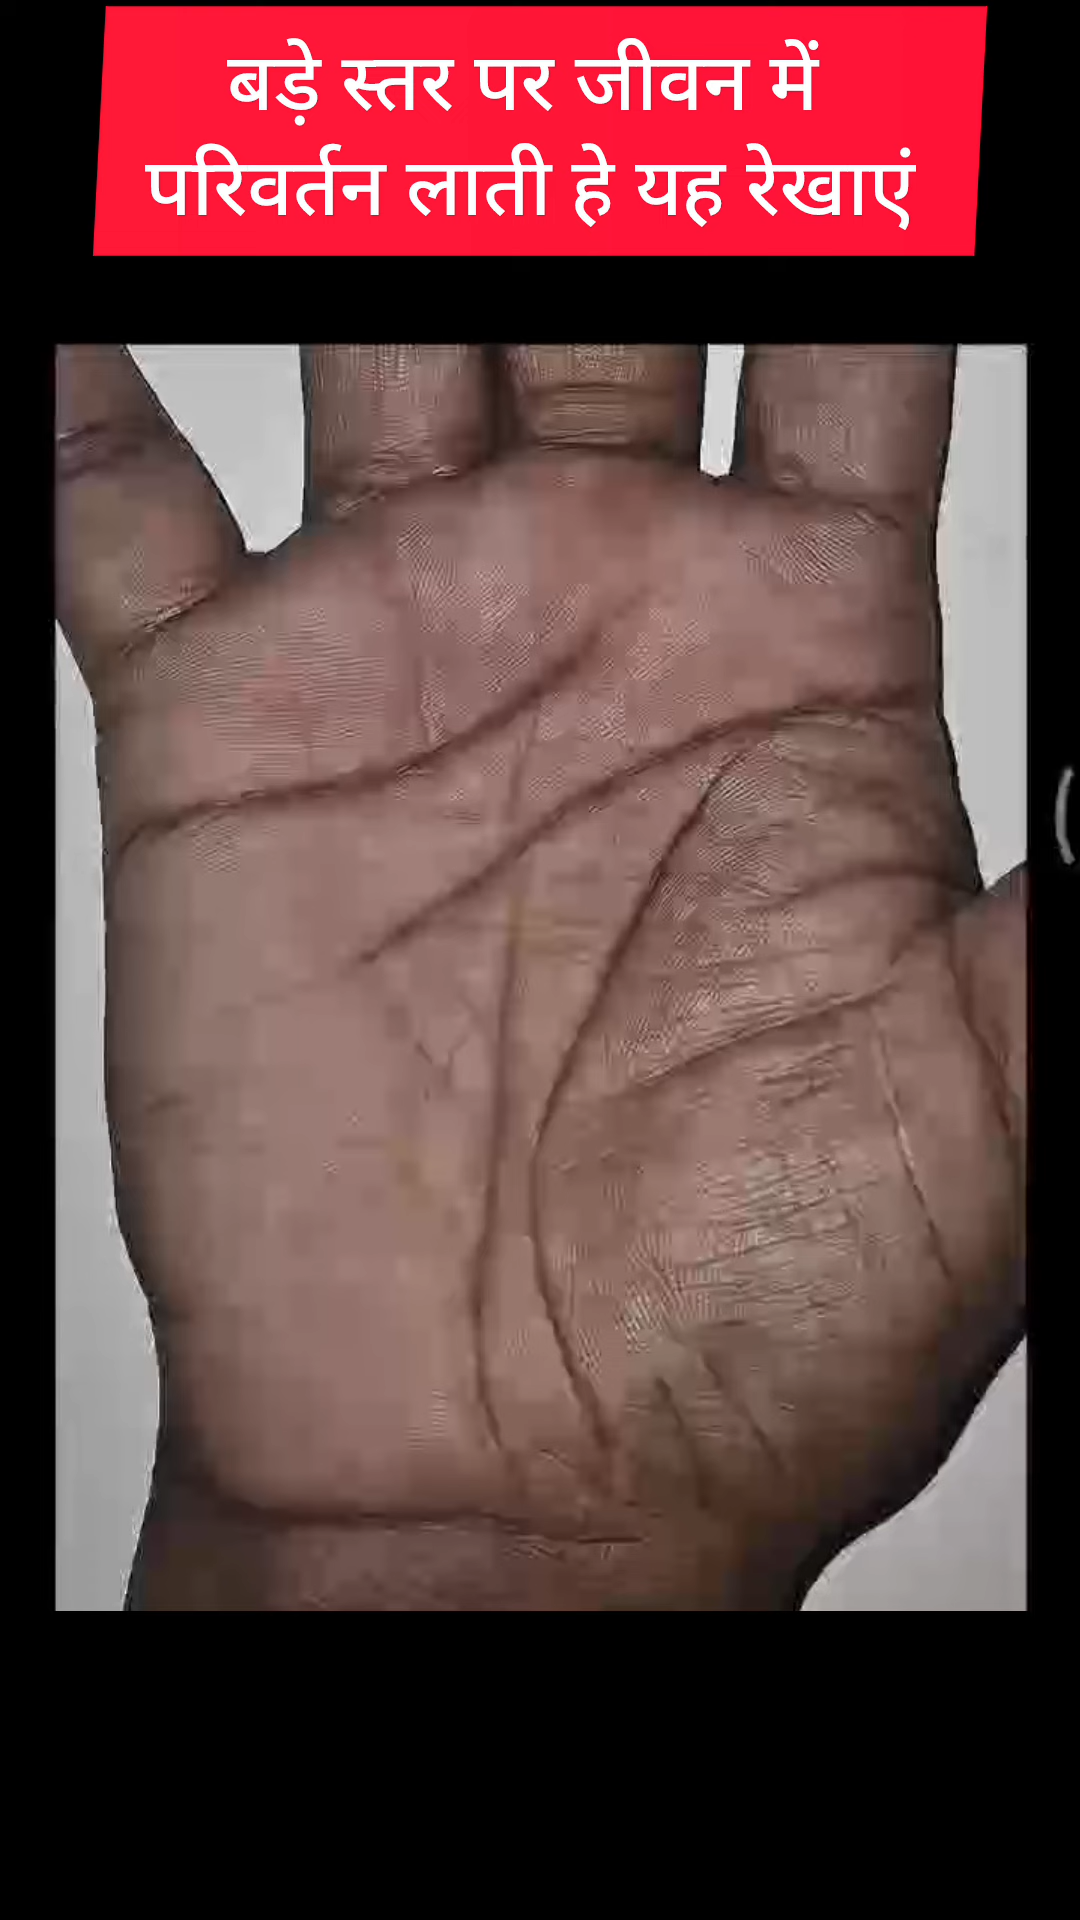 बड़े स्तर पर जीवन में
परिवर्तन लाती हे यह रेखाएं